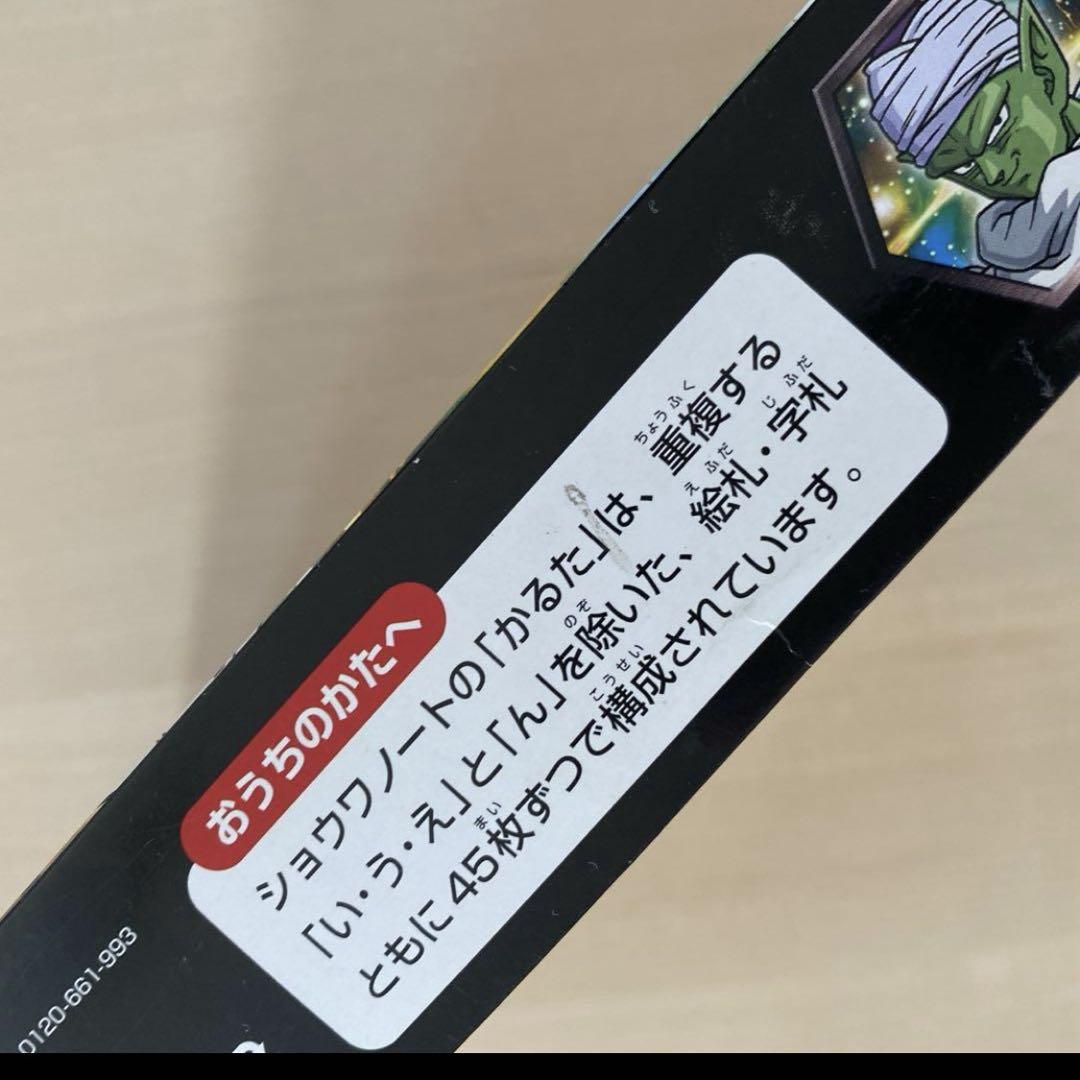 おうちのかたへ
ショウワノートの「かるた」は、重複する
「い・う・え」と「ん」を除いた、絵札・字札
ともに45枚ずつで構成されています。
0120-661-993